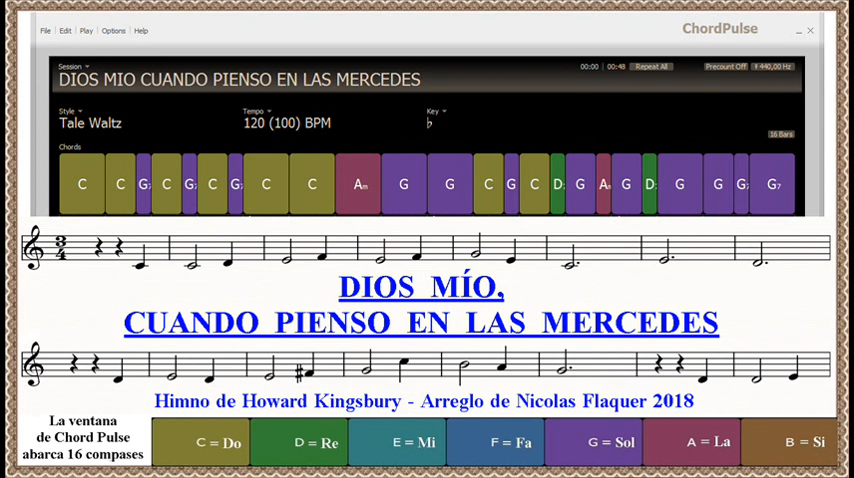 File Edit Play Options Help
ChordPulse
Session
DIOS MIO CUANDO PIENSO EN LAS MERCEDES
00:00 00:48 Repeat All Precount Off 440,00 Hz
Style Tempo Key
Tale Waltz 120 (100) BPM ♭
16 Bars
Chords
C C G7 C G7 C G7 C C Am G G C G C D7 G Am G D7 G G G7 G7
3
4
DIOS MÍO,
CUANDO PIENSO EN LAS MERCEDES
Himno de Howard Kingsbury - Arreglo de Nicolas Flaquer 2018
La ventana
de Chord Pulse
abarca 16 compases
C = Do D = Re E = Mi F = Fa G = Sol A = La B = Si